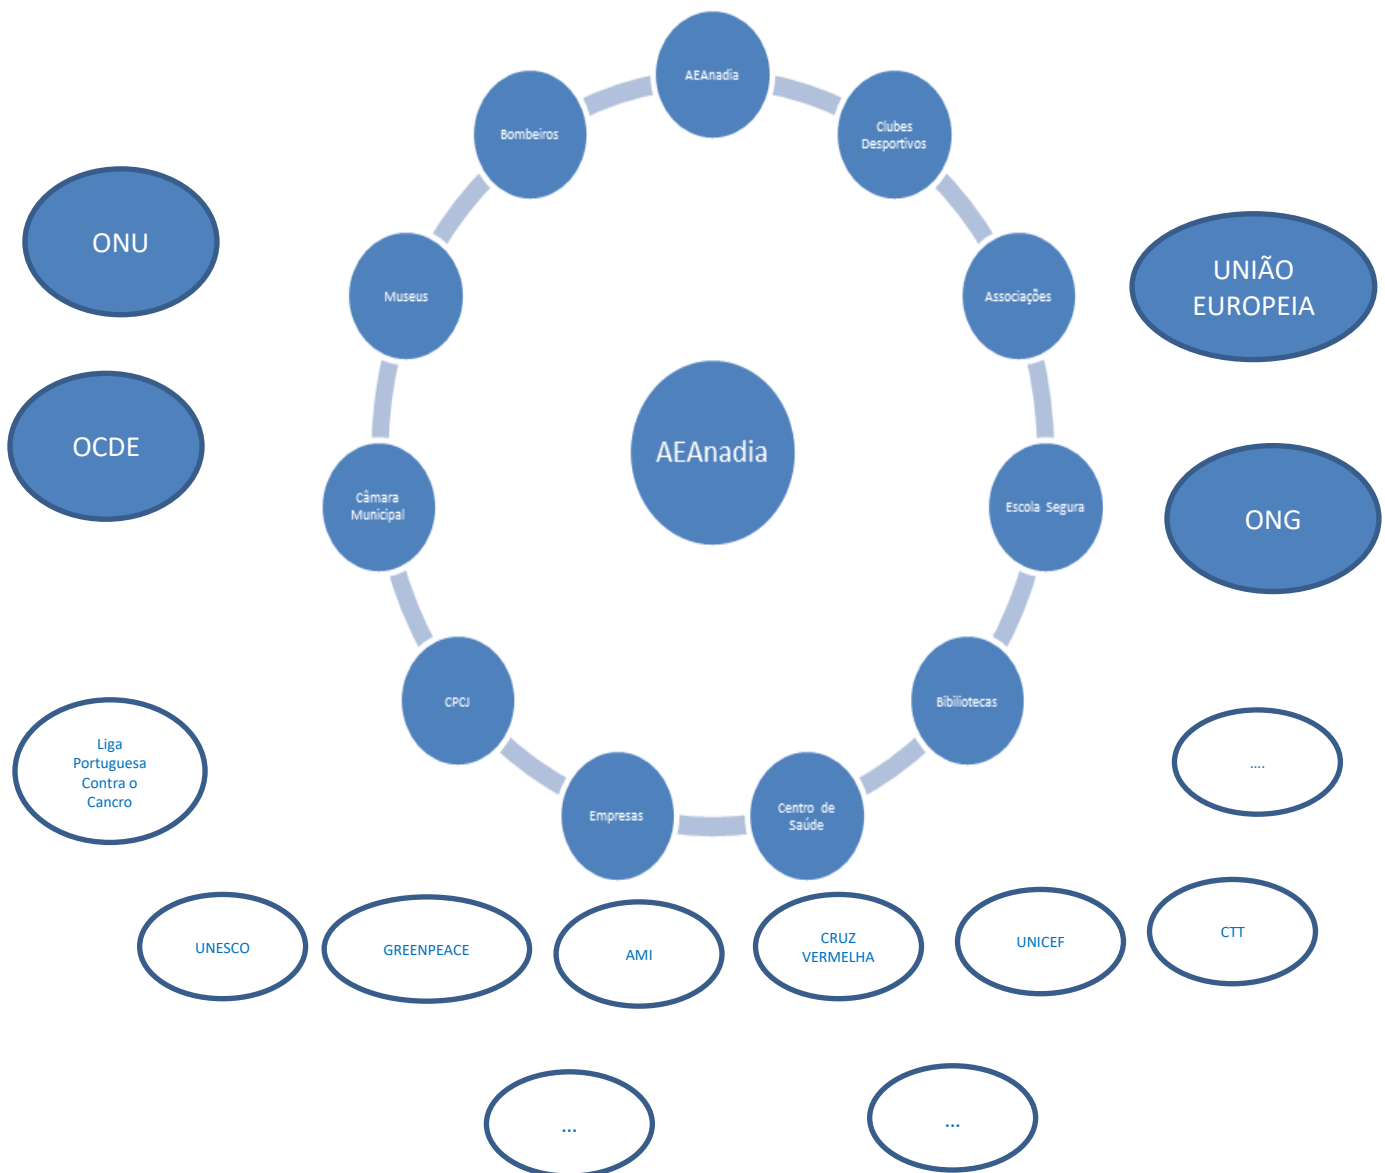 AEAnadia
Bombeiros
Clubes
Desportivos
ONU
UNIÃO
EUROPEIA
Museus
Associações
OCDE
AEAnadia
Câmara
Municipal
Escola Segura
ONG
CPCJ
Bibiliotecas
Liga
Portuguesa
Contra o
Cancro
....
Empresas
Centro de
Saúde
UNESCO
GREENPEACE
AMI
CRUZ
VERMELHA
UNICEF
CTT
...
...